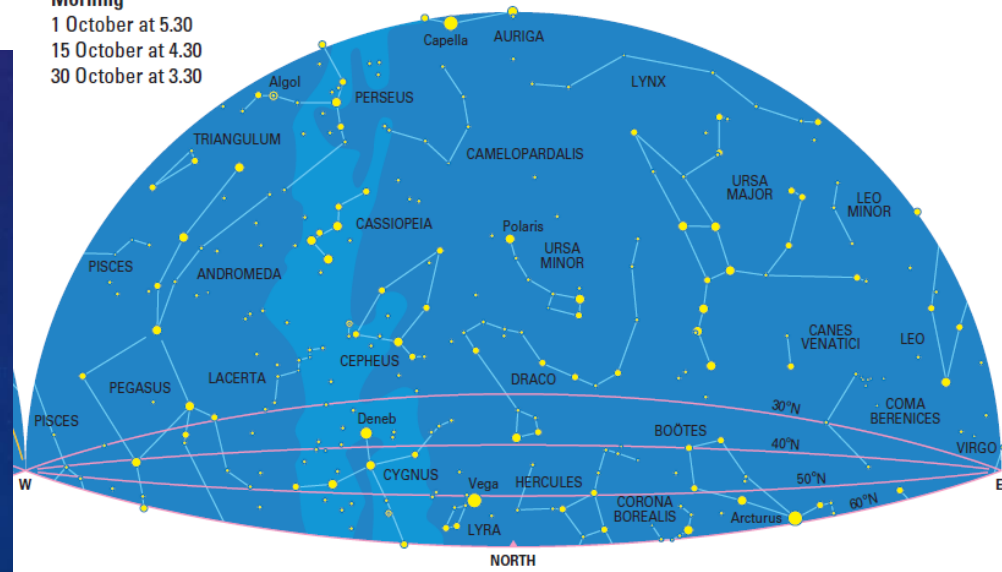 Morning
1 October at 5.30
15 October at 4.30
30 October at 3.30
Capella
AURIGA
Algol
PERSEUS
LYNX
TRIANGULUM
CAMELOPARDALIS
URSA
MAJOR
LEO
MINOR
CASSIOPEIA
Polaris
URSA
MINOR
PISCES
ANDROMEDA
CANES
VENATICI
LEO
CEPHEUS
LACERTA
PEGASUS
DRACO
COMA
BERENICES
30°N
PISCES
Deneb
BOÖTES
40°N
VIRGO
W
CYGNUS
Vega
HERCULES
50°N
E
CORONA
BOREALIS
60°N
Arcturus
LYRA
NORTH